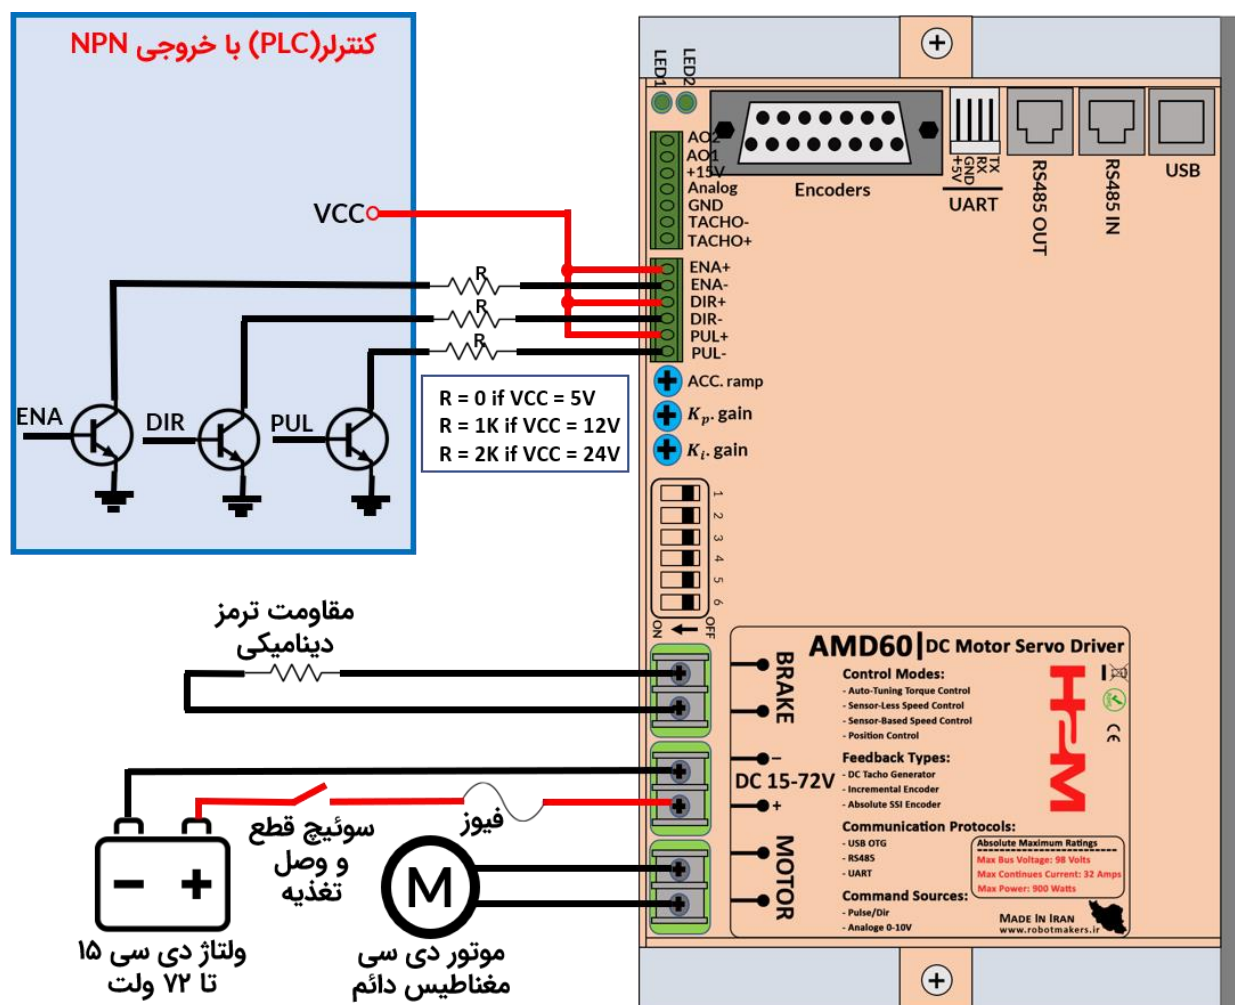 کنترلر(PLC) با خروجی NPN
VCC
ENA
DIR
PUL
R
R
R
R = 0 if VCC = 5V
R = 1K if VCC = 12V
R = 2K if VCC = 24V
مقاومت ترمز
دینامیکی
سوئیچ قطع
و وصل
تغذیه
فیوز
ولتاژ دی سی ۱۵
تا ۷۲ ولت
M
موتور دی سی
مغناطیس دائم
LED1
LED2
AO2
AO1
+15V
Analog
GND
TACHO-
TACHO+
ENA+
ENA-
DIR+
DIR-
PUL+
PUL-
ACC. ramp
Kp. gain
Ki. gain
1
2
3
4
5
6
ON
OFF
Encoders
TX
RX
GND
+5V
UART
RS485 OUT
RS485 IN
USB
BRAKE
DC 15-72V
MOTOR
AMD60|DC Motor Servo Driver
Control Modes:
- Auto-Tuning Torque Control
- Sensor-Less Speed Control
- Sensor-Based Speed Control
- Position Control
Feedback Types:
- DC Tacho Generator
- Incremental Encoder
- Absolute SSI Encoder
Communication Protocols:
- USB OTG
- RS485
- UART
Command Sources:
- Pulse/Dir
- Analoge 0-10V
Absolute Maximum Ratings
Max Bus Voltage: 98 Volts
Max Continues Current: 32 Amps
Max Power: 900 Watts
MADE IN IRAN
www.robotmakers.ir
CE